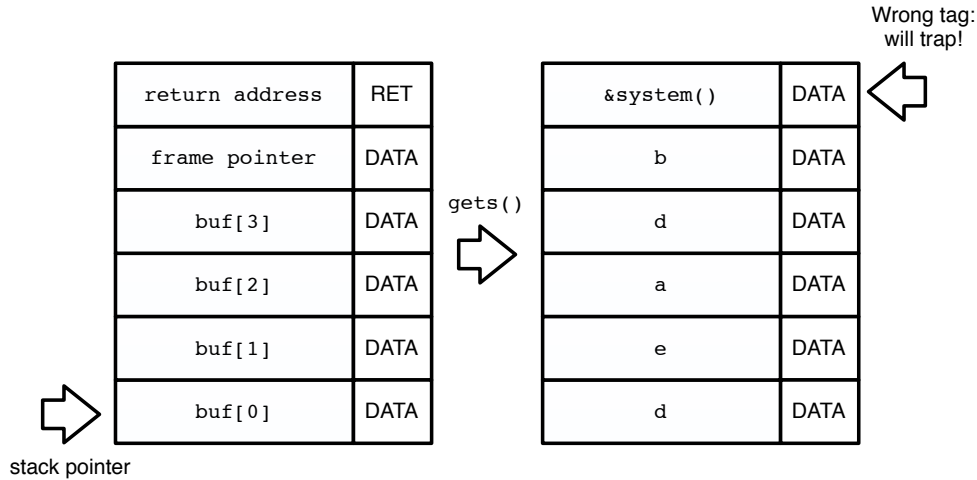 Wrong tag:
will trap!
return address RET
frame pointer DATA
buf[3] DATA
buf[2] DATA
buf[1] DATA
buf[0] DATA
stack pointer
gets()
&system() DATA
b DATA
d DATA
a DATA
e DATA
d DATA